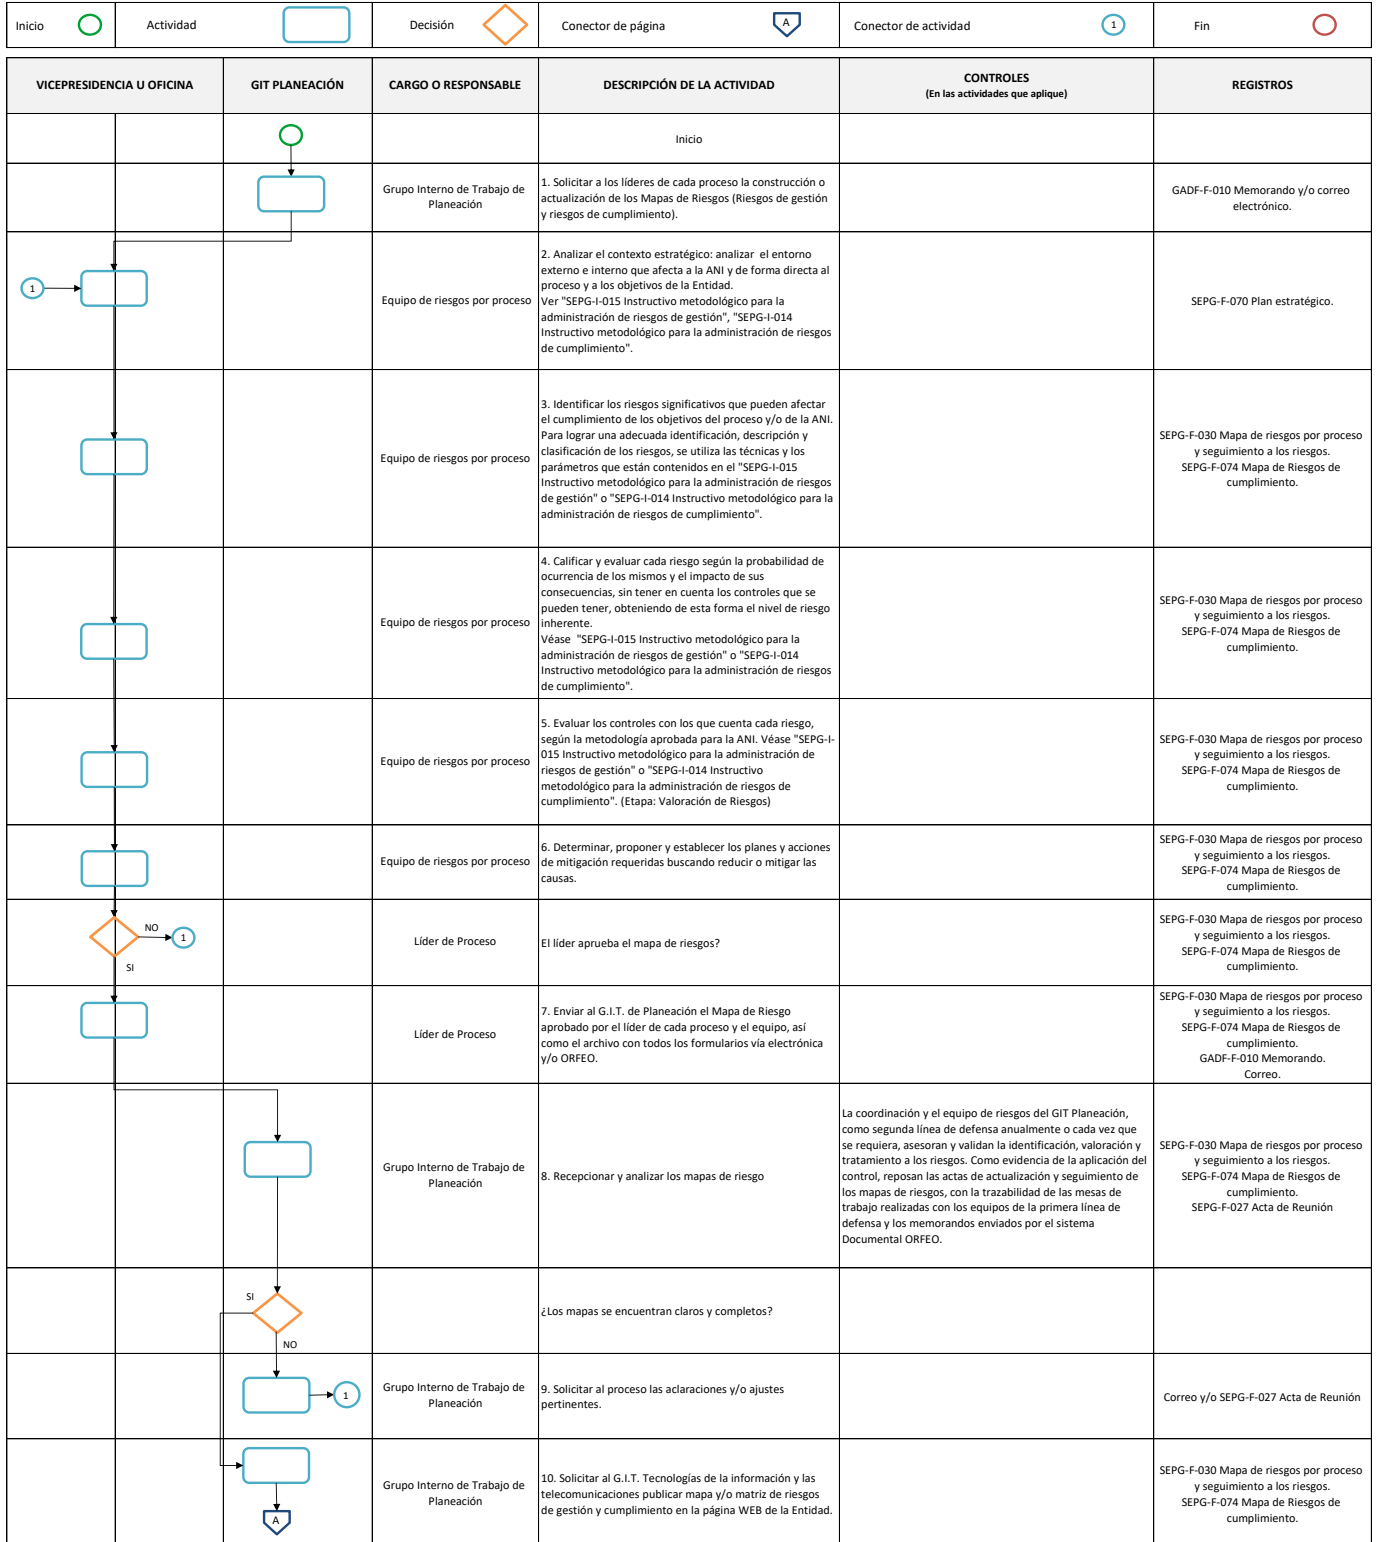 Inicio
Actividad
Decisión
Conector de página
A
Conector de actividad
1
Fin
VICEPRESIDENCIA U OFICINA
GIT PLANEACIÓN
CARGO O RESPONSABLE
DESCRIPCIÓN DE LA ACTIVIDAD
CONTROLES
(En las actividades que aplique)
REGISTROS
Inicio
Grupo Interno de Trabajo de
Planeación
1. Solicitar a los líderes de cada proceso la construcción o
actualización de los Mapas de Riesgos (Riesgos de gestión
y riesgos de cumplimiento).
GADF-F-010 Memorando y/o correo
electrónico.
1
Equipo de riesgos por proceso
2. Analizar el contexto estratégico: analizar  el entorno
externo e interno que afecta a la ANI y de forma directa al
proceso y a los objetivos de la Entidad.
Ver "SEPG-I-015 Instructivo metodológico para la
administración de riesgos de gestión", "SEPG-I-014
Instructivo metodológico para la administración de riesgos
de cumplimiento".
SEPG-F-070 Plan estratégico.
Equipo de riesgos por proceso
3. Identificar los riesgos significativos que pueden afectar
el cumplimiento de los objetivos del proceso y/o de la ANI.
Para lograr una adecuada identificación, descripción y
clasificación de los riesgos, se utiliza las técnicas y los
parámetros que están contenidos en el "SEPG-I-015
Instructivo metodológico para la administración de riesgos
de gestión" o "SEPG-I-014 Instructivo metodológico para la
administración de riesgos de cumplimiento".
SEPG-F-030 Mapa de riesgos por proceso
y seguimiento a los riesgos.
SEPG-F-074 Mapa de Riesgos de
cumplimiento.
Equipo de riesgos por proceso
4. Calificar y evaluar cada riesgo según la probabilidad de
ocurrencia de los mismos y el impacto de sus
consecuencias, sin tener en cuenta los controles que se
pueden tener, obteniendo de esta forma el nivel de riesgo
inherente.
Véase  "SEPG-I-015 Instructivo metodológico para la
administración de riesgos de gestión" o "SEPG-I-014
Instructivo metodológico para la administración de riesgos
de cumplimiento".
SEPG-F-030 Mapa de riesgos por proceso
y seguimiento a los riesgos.
SEPG-F-074 Mapa de Riesgos de
cumplimiento.
Equipo de riesgos por proceso
5. Evaluar los controles con los que cuenta cada riesgo,
según la metodología aprobada para la ANI. Véase "SEPG-I-
015 Instructivo metodológico para la administración de
riesgos de gestión" o "SEPG-I-014 Instructivo
metodológico para la administración de riesgos de
cumplimiento". (Etapa: Valoración de Riesgos)
SEPG-F-030 Mapa de riesgos por proceso
y seguimiento a los riesgos.
SEPG-F-074 Mapa de Riesgos de
cumplimiento.
Equipo de riesgos por proceso
6. Determinar, proponer y establecer los planes y acciones
de mitigación requeridas buscando reducir o mitigar las
causas.
SEPG-F-030 Mapa de riesgos por proceso
y seguimiento a los riesgos.
SEPG-F-074 Mapa de Riesgos de
cumplimiento.
NO
1
SI
Líder de Proceso
El líder aprueba el mapa de riesgos?
SEPG-F-030 Mapa de riesgos por proceso
y seguimiento a los riesgos.
SEPG-F-074 Mapa de Riesgos de
cumplimiento.
Líder de Proceso
7. Enviar al G.I.T. de Planeación el Mapa de Riesgo
aprobado por el líder de cada proceso y el equipo, así
como el archivo con todos los formularios vía electrónica
y/o ORFEO.
SEPG-F-030 Mapa de riesgos por proceso
y seguimiento a los riesgos.
SEPG-F-074 Mapa de Riesgos de
cumplimiento.
GADF-F-010 Memorando.
Correo.
Grupo Interno de Trabajo de
Planeación
8. Recepcionar y analizar los mapas de riesgo
La coordinación y el equipo de riesgos del GIT Planeación,
como segunda línea de defensa anualmente o cada vez que
se requiera, asesoran y validan la identificación, valoración y
tratamiento a los riesgos. Como evidencia de la aplicación del
control, reposan las actas de actualización y seguimiento de
los mapas de riesgos, con la trazabilidad de las mesas de
trabajo realizadas con los equipos de la primera línea de
defensa y los memorandos enviados por el sistema
Documental ORFEO.
SEPG-F-030 Mapa de riesgos por proceso
y seguimiento a los riesgos.
SEPG-F-074 Mapa de Riesgos de
cumplimiento.
SEPG-F-027 Acta de Reunión
SI
NO
¿Los mapas se encuentran claros y completos?
1
Grupo Interno de Trabajo de
Planeación
9. Solicitar al proceso las aclaraciones y/o ajustes
pertinentes.
Correo y/o SEPG-F-027 Acta de Reunión
A
Grupo Interno de Trabajo de
Planeación
10. Solicitar al G.I.T. Tecnologías de la información y las
telecomunicaciones publicar mapa y/o matriz de riesgos
de gestión y cumplimiento en la página WEB de la Entidad.
SEPG-F-030 Mapa de riesgos por proceso
y seguimiento a los riesgos.
SEPG-F-074 Mapa de Riesgos de
cumplimiento.